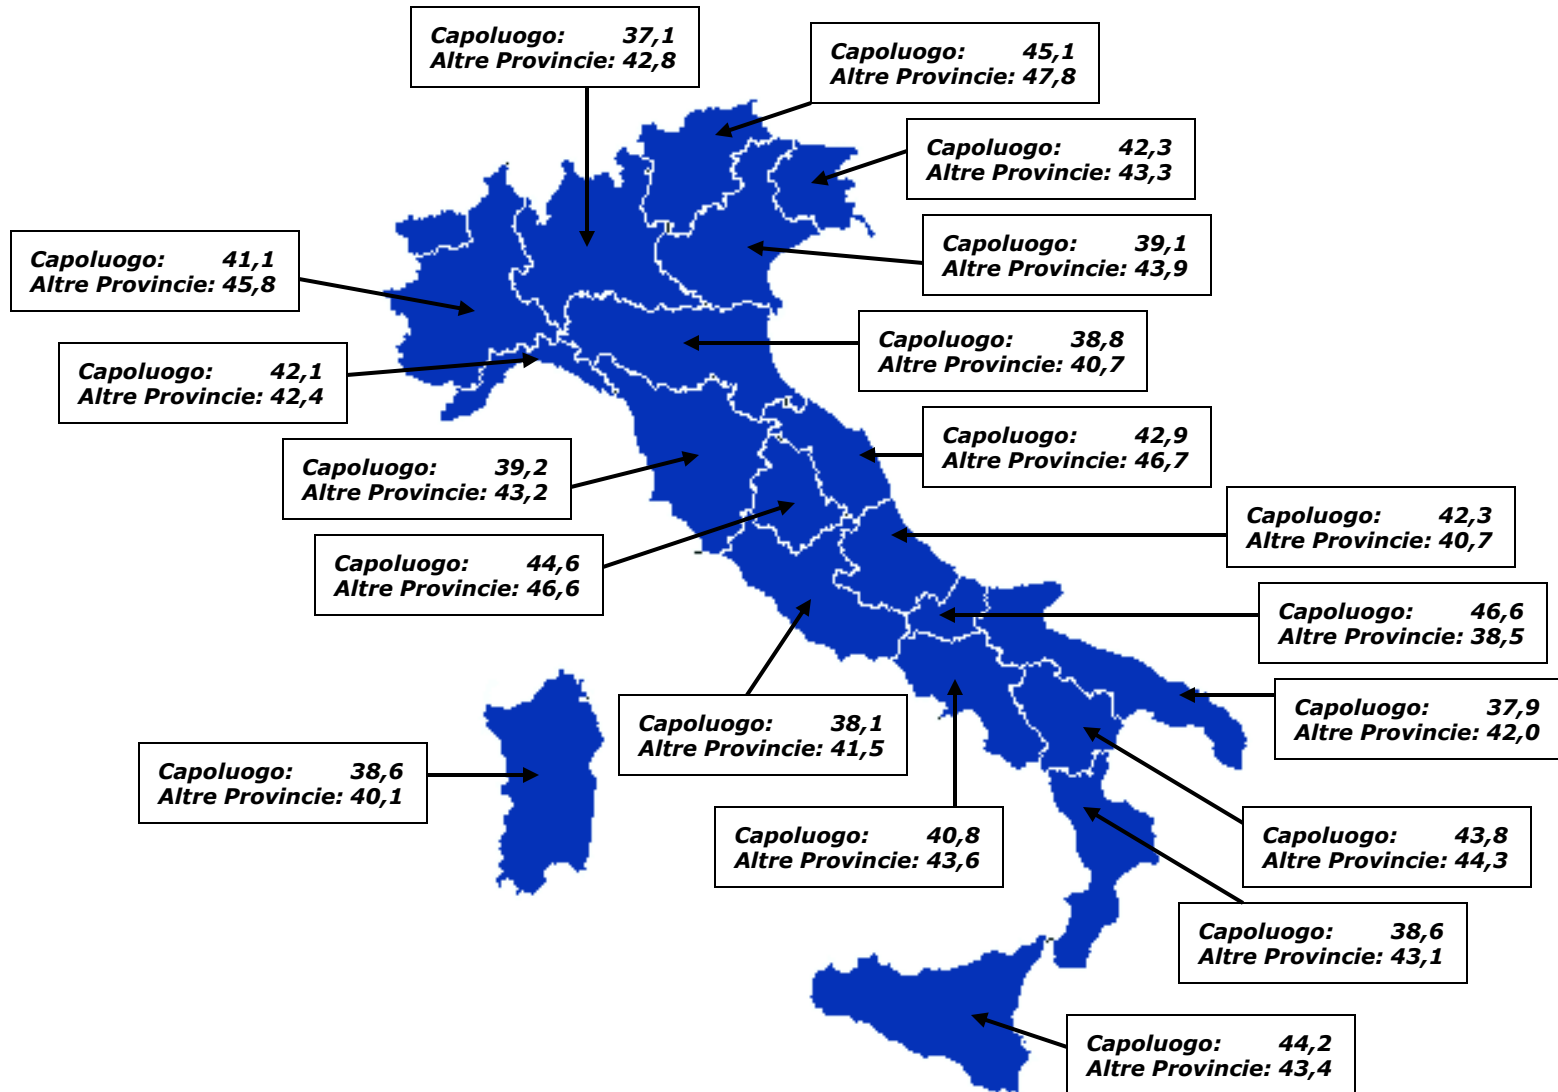 Capoluogo: 37,1
Altre Provincie: 42,8
Capoluogo: 45,1
Altre Provincie: 47,8
Capoluogo: 42,3
Altre Provincie: 43,3
Capoluogo: 39,1
Altre Provincie: 43,9
Capoluogo: 41,1
Altre Provincie: 45,8
Capoluogo: 38,8
Altre Provincie: 40,7
Capoluogo: 42,1
Altre Provincie: 42,4
Capoluogo: 42,9
Altre Provincie: 46,7
Capoluogo: 39,2
Altre Provincie: 43,2
Capoluogo: 42,3
Altre Provincie: 40,7
Capoluogo: 44,6
Altre Provincie: 46,6
Capoluogo: 46,6
Altre Provincie: 38,5
Capoluogo: 38,1
Altre Provincie: 41,5
Capoluogo: 37,9
Altre Provincie: 42,0
Capoluogo: 38,6
Altre Provincie: 40,1
Capoluogo: 40,8
Altre Provincie: 43,6
Capoluogo: 43,8
Altre Provincie: 44,3
Capoluogo: 38,6
Altre Provincie: 43,1
Capoluogo: 44,2
Altre Provincie: 43,4